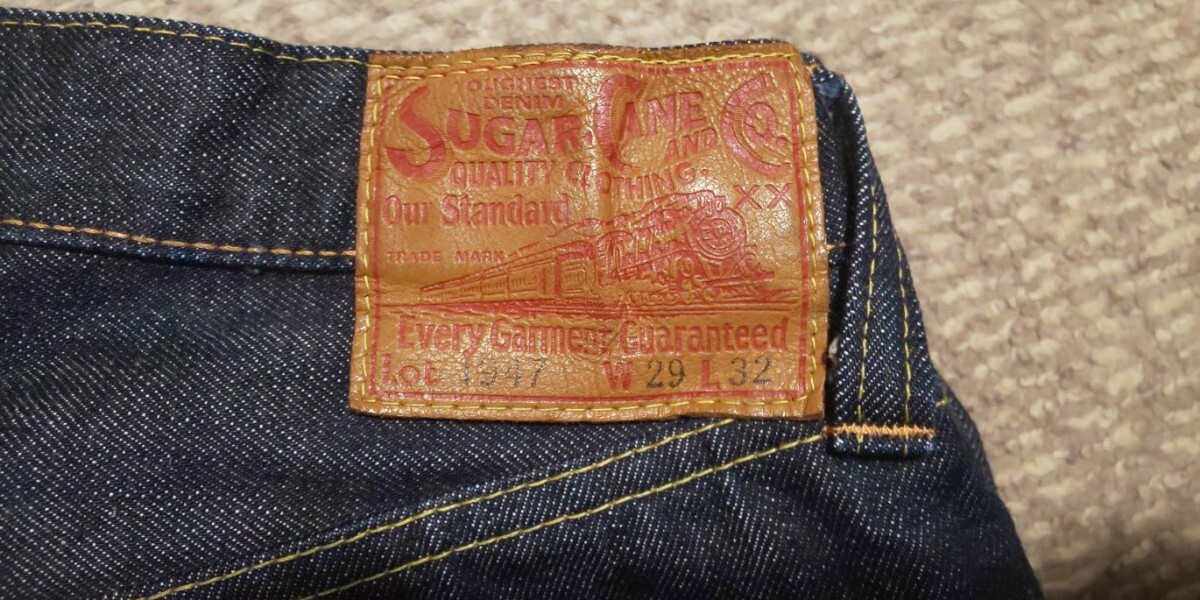 TOUGHEST
DENIM
SUGAR CANE Co.
AND
QUALITY CLOTHING
XX
Our Standard
TRADE MARK
Every Garment Guaranteed
Lot 1947 W 29 L 32